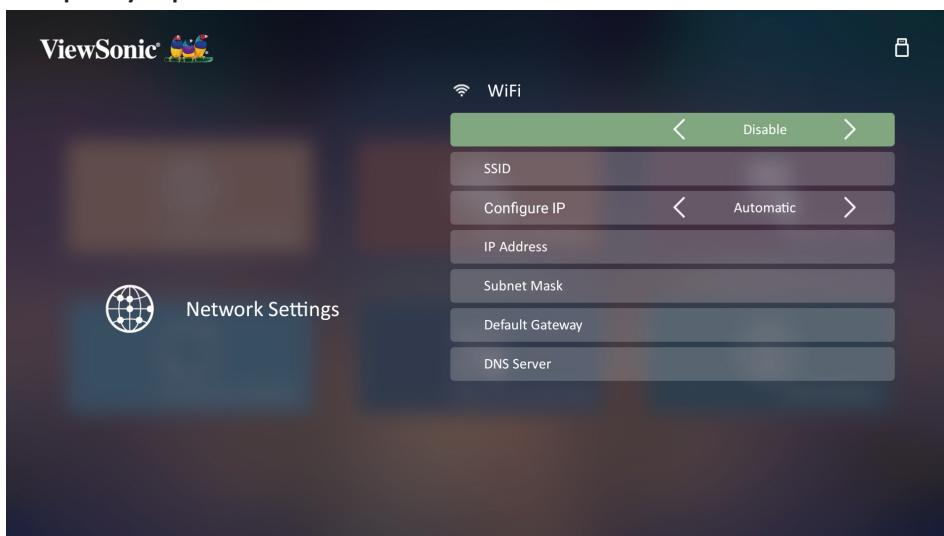 ViewSonic®
WiFi
Disable
SSID
Configure IP Automatic
IP Address
Subnet Mask
Network Settings
Default Gateway
DNS Server